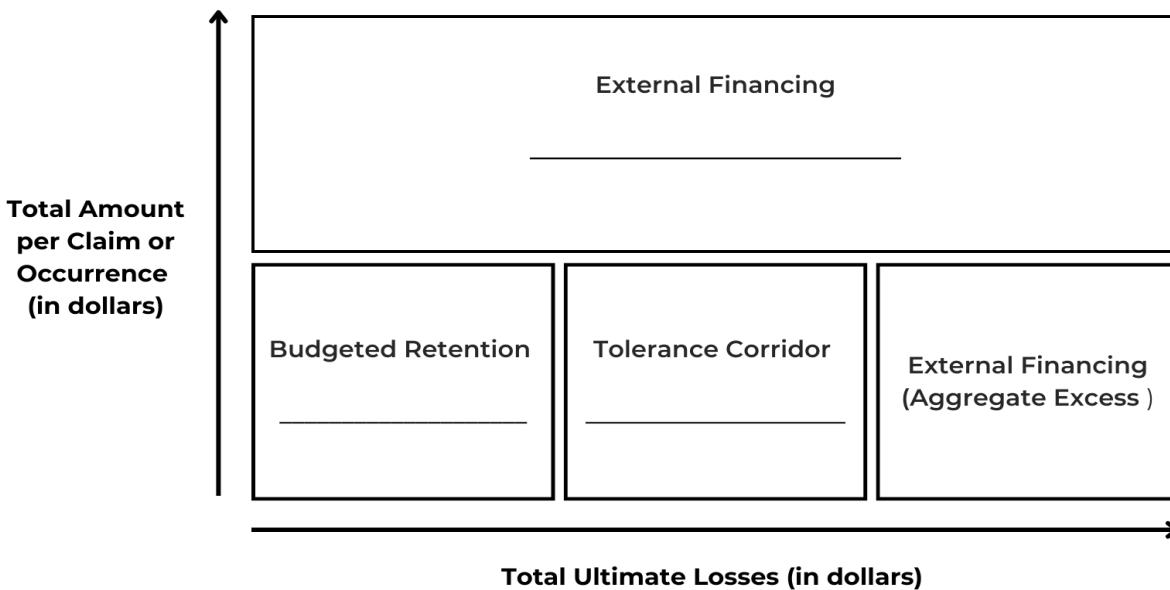 External Financing
Total Amount
per Claim or
Occurrence
(in dollars)
Budgeted Retention
Tolerance Corridor
External Financing
(Aggregate Excess )
Total Ultimate Losses (in dollars)